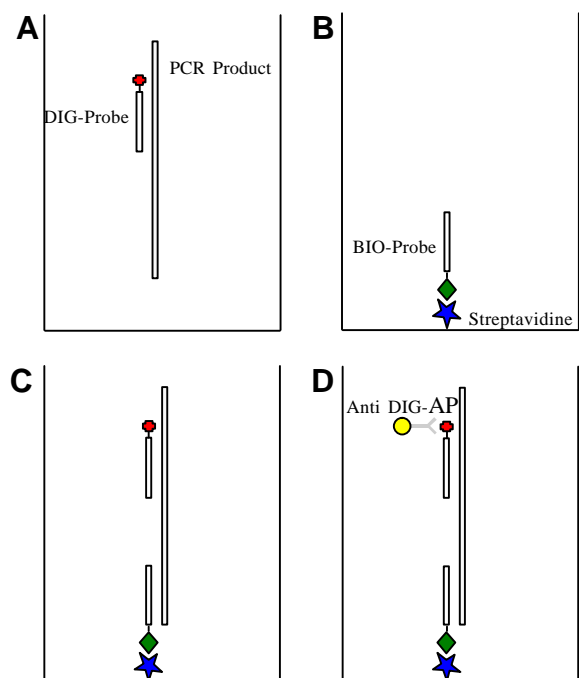 A
PCR Product
DIG-Probe
B
BIO-Probe
Streptavidine
C
D
Anti DIG-AP